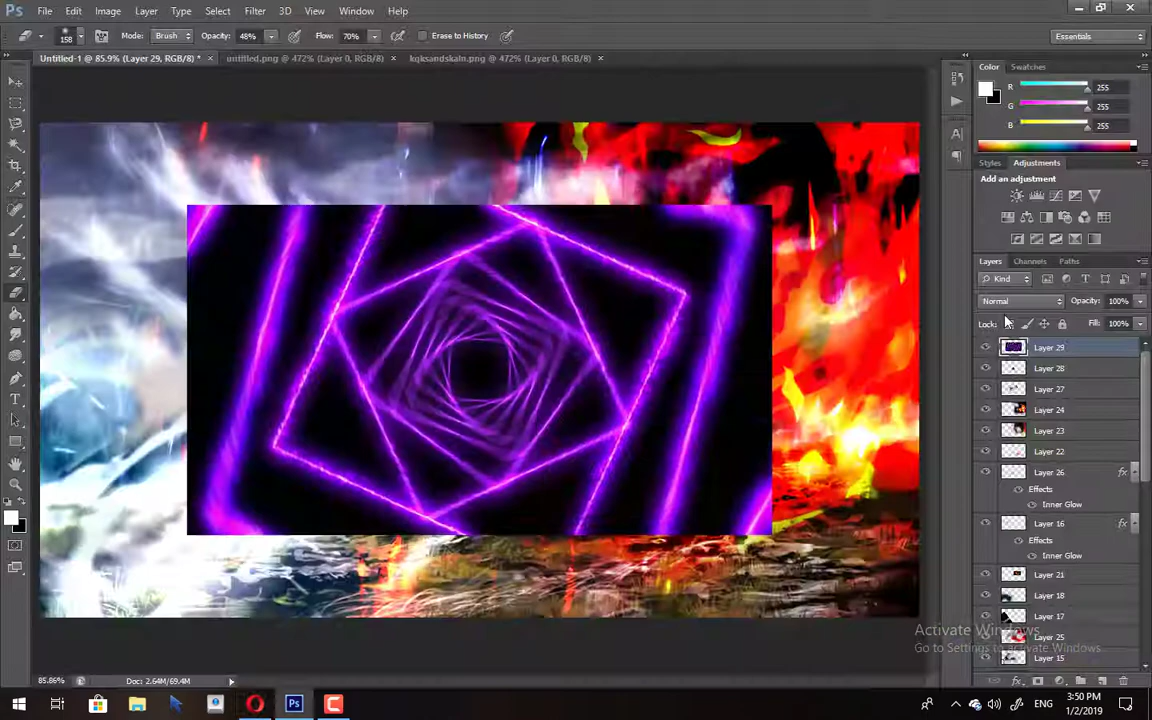 Ps File Edit Image Layer Type Select Filter 3D View Window Help
158 Mode: Brush Opacity: 48% Flow: 70% Erase to History Essentials
Untitled-1 @ 85.9% (Layer 29, RGB/8) * × untitled.png @ 472% (Layer 0, RGB/8) × kqksandskaln.png @ 472% (Layer 0, RGB/8) ×
Color Swatches
R 255
G 255
B 255
Styles Adjustments
Add an adjustment
Layers Channels Paths
Kind
Normal Opacity: 100%
Lock: Fill: 100%
Layer 29
Layer 28
Layer 27
Layer 24
Layer 23
Layer 22
Layer 26 fx
Effects
Inner Glow
Layer 16 fx
Effects
Inner Glow
Layer 21
Layer 18
Layer 17
Layer 25
Layer 15
Activate Windows
Go to Settings to activate Windows.
85.86% Doc: 2.64M/69.4M
ENG 3:50 PM
1/2/2019